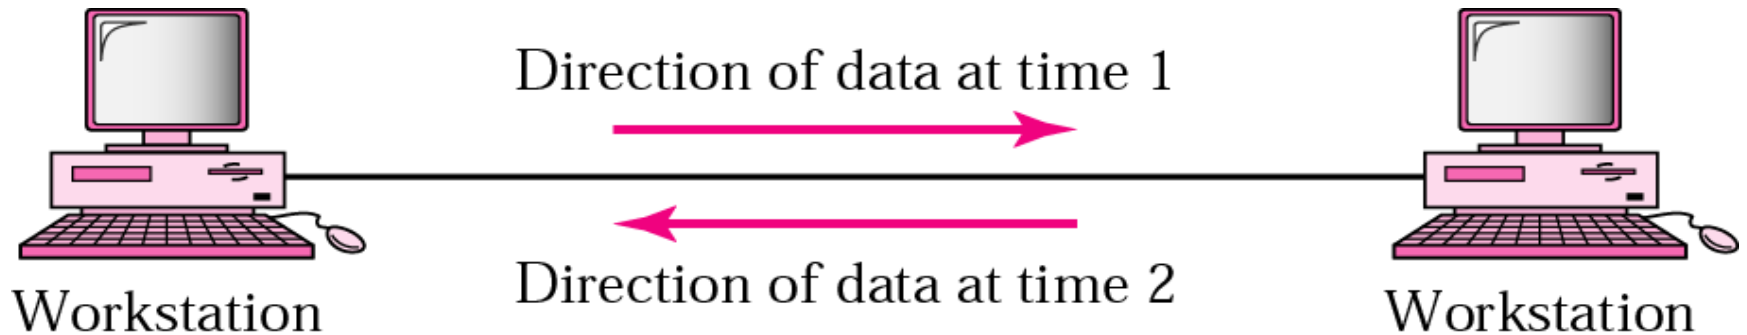 Direction of data at time 1
Direction of data at time 2
Workstation
Workstation